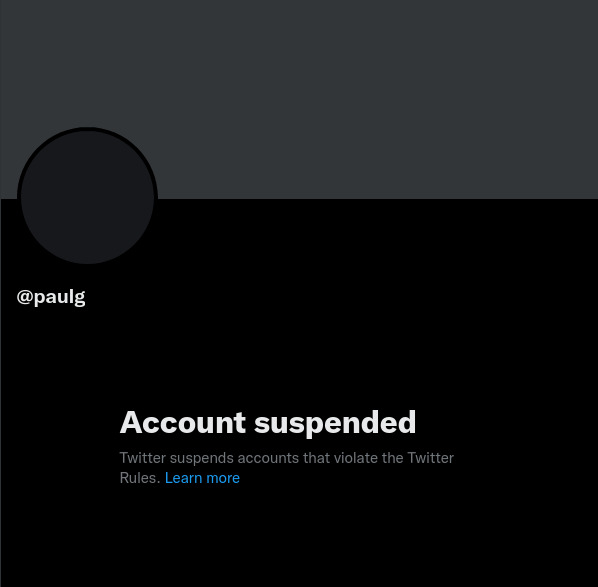 @paulg
Account suspended
Twitter suspends accounts that violate the Twitter
Rules. Learn more